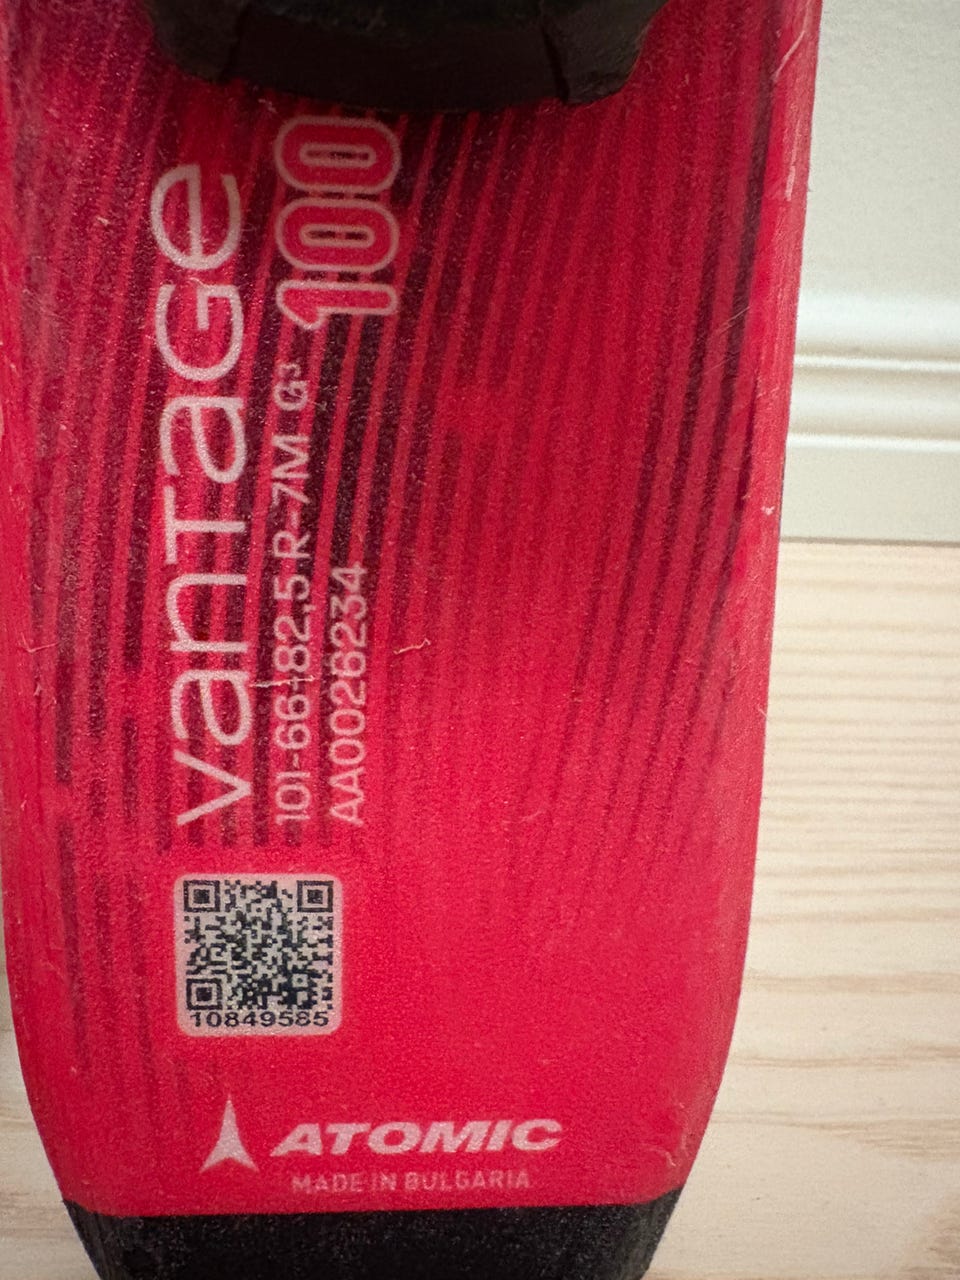 vantage
100
101-66-82,5 R-7M G³
AA0026234
10849585
ATOMIC
MADE IN BULGARIA